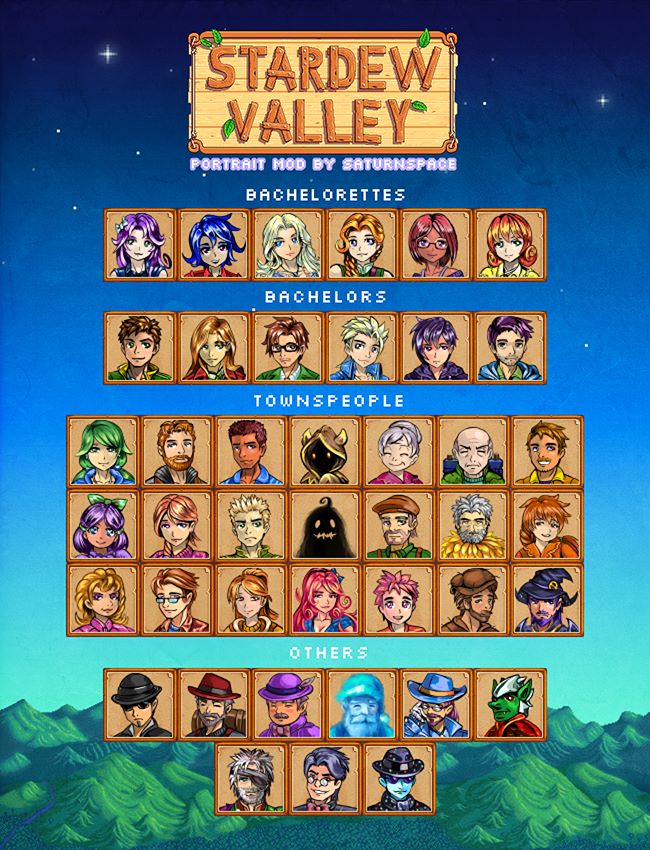 STARDEW
VALLEY
PORTRAIT MOD BY SATURNSPACE
BACHELORETTES
BACHELORS
TOWNSPEOPLE
OTHERS